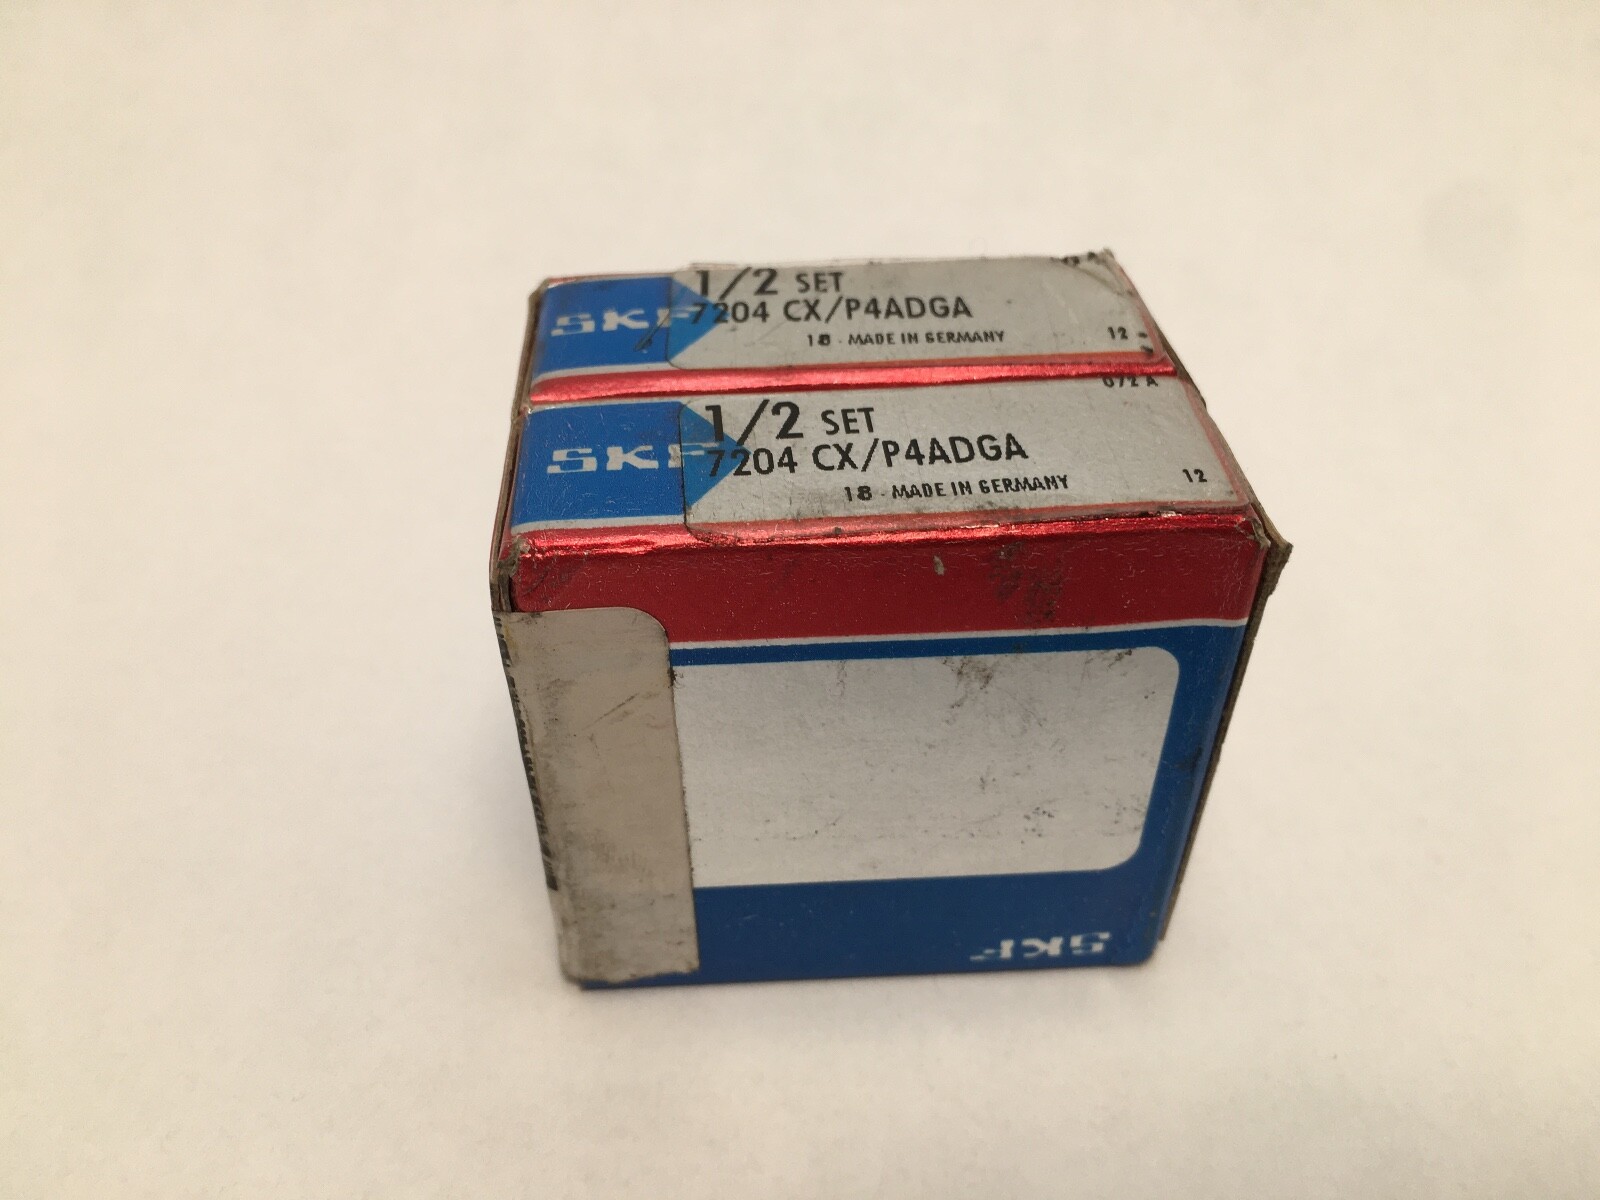 1/2 SET
SKF 7204 CX/P4ADGA
18 - MADE IN GERMANY 12
072 A
1/2 SET
SKF 7204 CX/P4ADGA
18 - MADE IN GERMANY 12
SKF